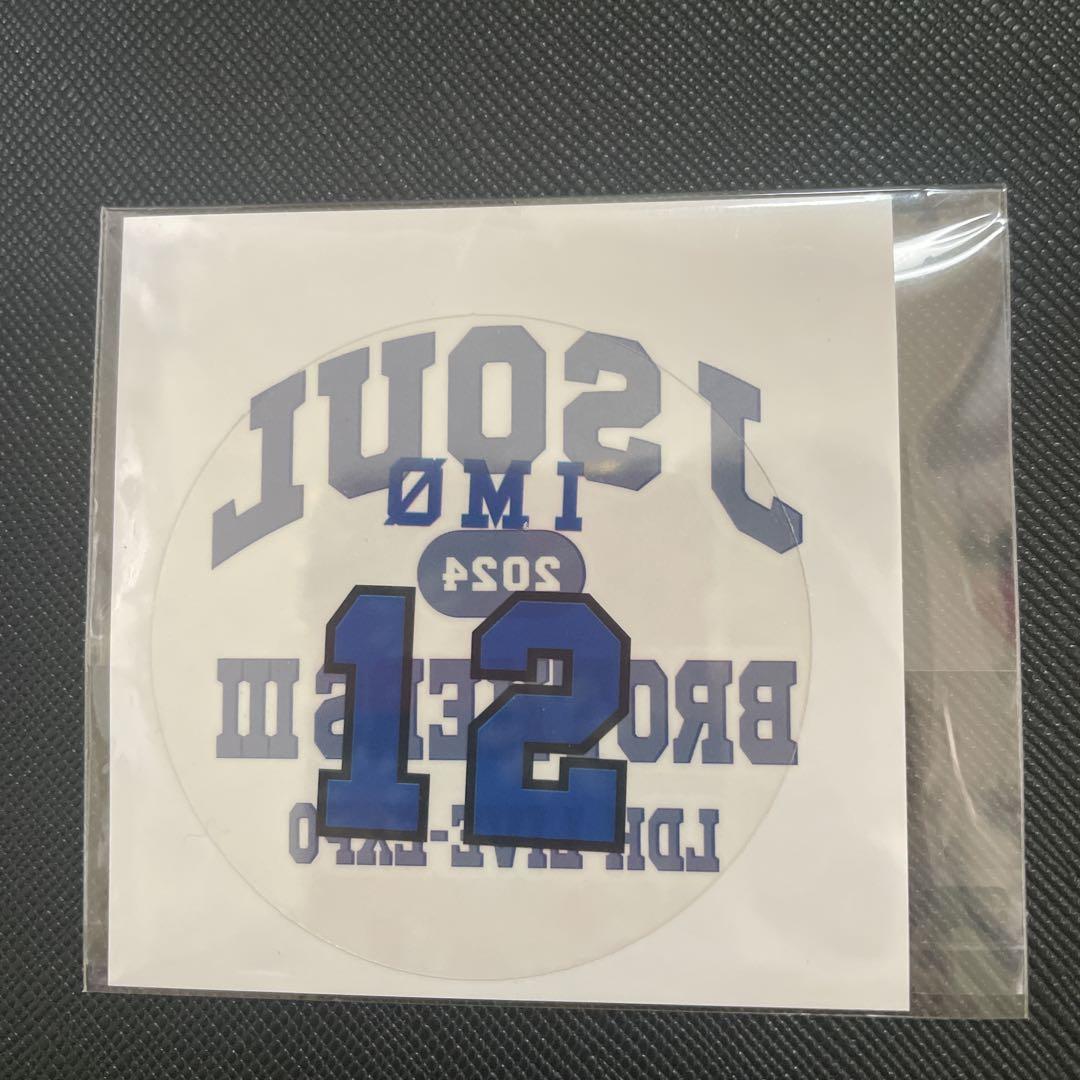 J SOUL
ØMI
2024
12
BROTHERS III
LDH LIVE-EXPO